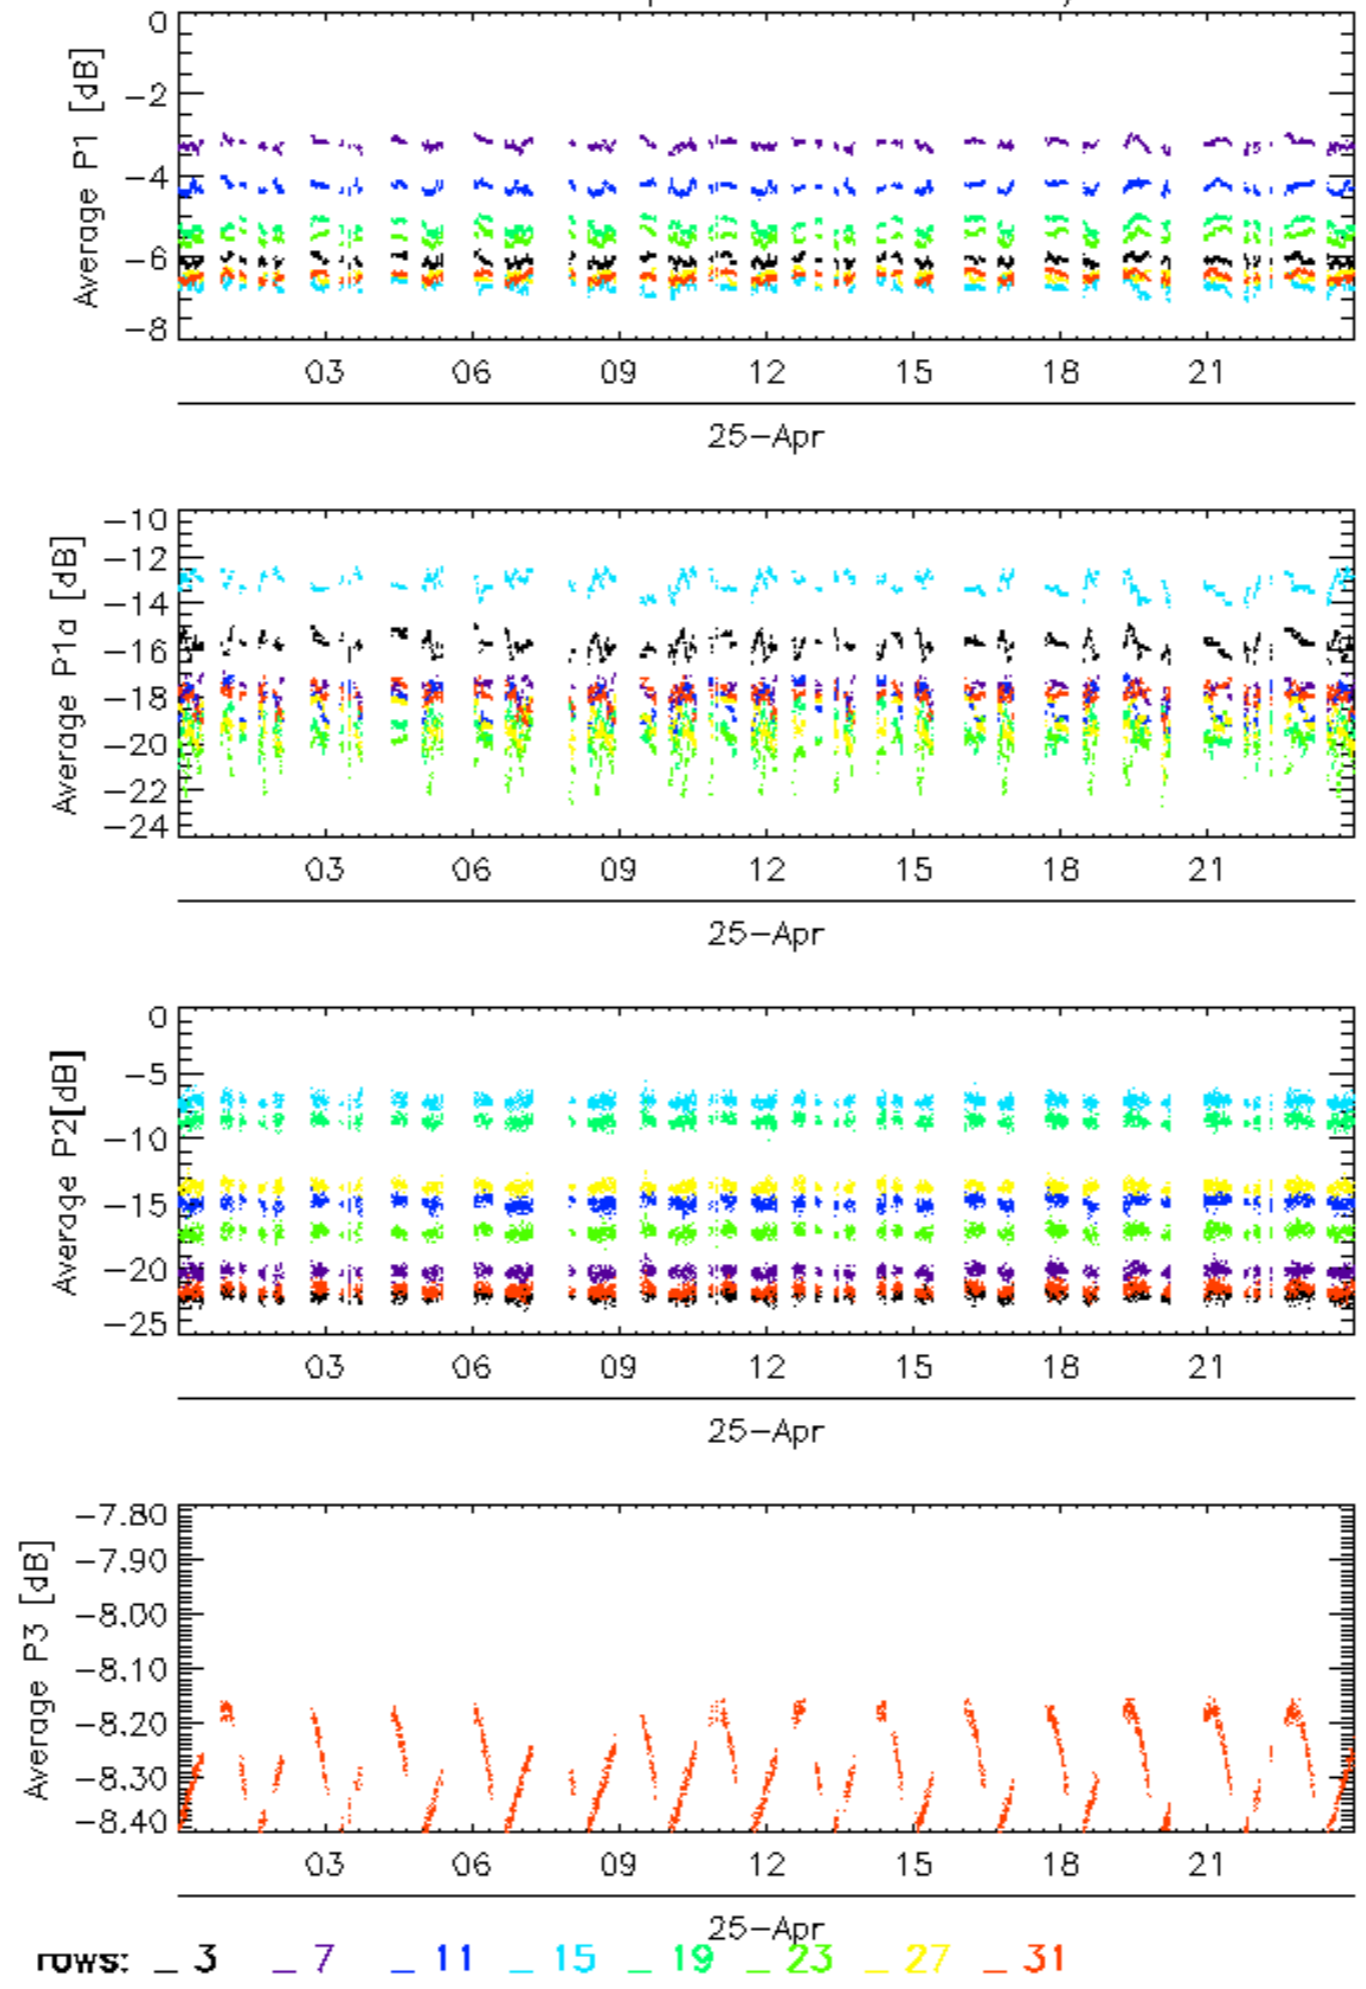 0
−2
−4
−6
−8
Average P1 [dB]
03 06 09 12 15 18 21
25−Apr
−10
−12
−14
−16
−18
−20
−22
−24
Average P1a [dB]
03 06 09 12 15 18 21
25−Apr
0
−5
−10
−15
−20
−25
Average P2[dB]
03 06 09 12 15 18 21
25−Apr
−7.80
−7.90
−8.00
−8.10
−8.20
−8.30
−8.40
Average P3 [dB]
03 06 09 12 15 18 21
25−Apr
rows: _ 3 _ 7 _ 11 _ 15 _ 19 _ 23 _ 27 _ 31